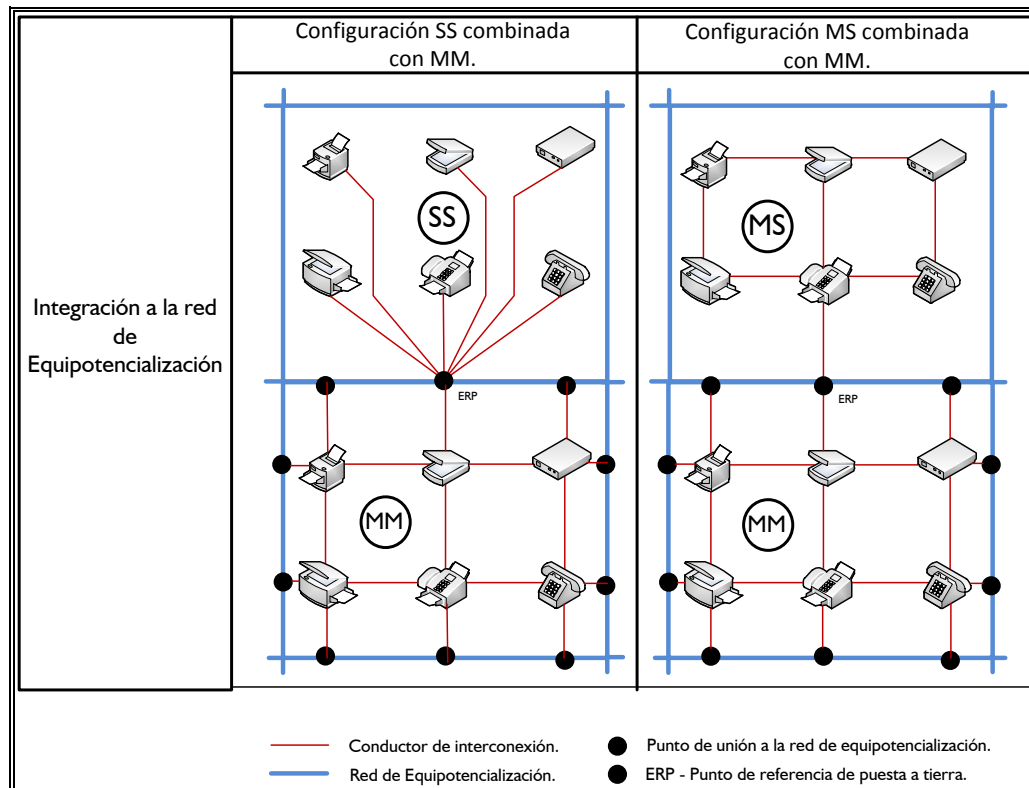 Configuración SS combinada
con MM.
Configuración MS combinada
con MM.
Integración a la red
de
Equipotencialización
SS
MS
ERP
ERP
MM
MM
Conductor de interconexión.
Punto de unión a la red de equipotencialización.
Red de Equipotencialización.
ERP - Punto de referencia de puesta a tierra.